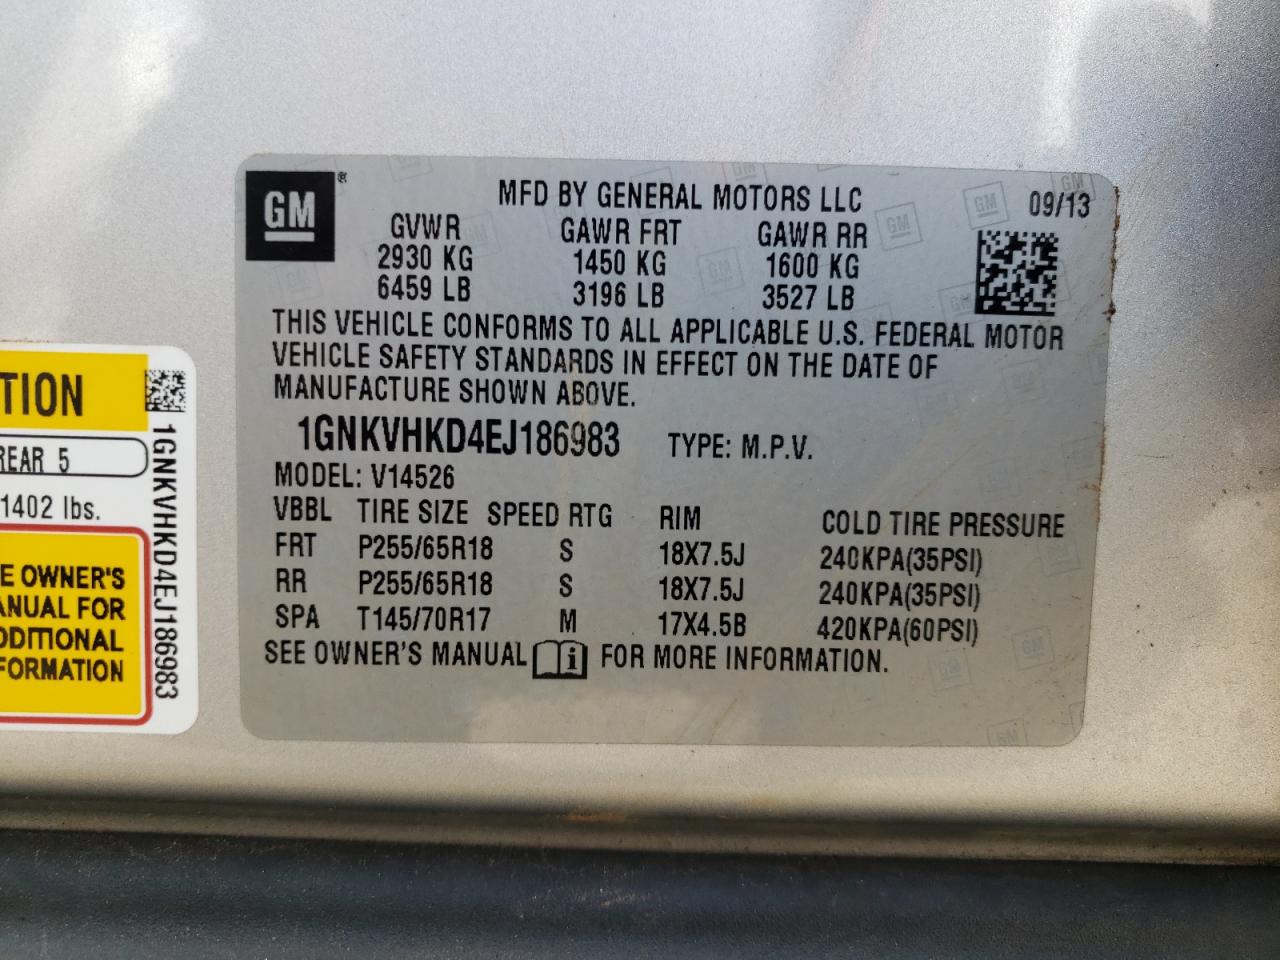 GM ®
MFD BY GENERAL MOTORS LLC 09/13
GVWR GAWR FRT GAWR RR
2930 KG 1450 KG 1600 KG
6459 LB 3196 LB 3527 LB
THIS VEHICLE CONFORMS TO ALL APPLICABLE U.S. FEDERAL MOTOR
VEHICLE SAFETY STANDARDS IN EFFECT ON THE DATE OF
MANUFACTURE SHOWN ABOVE.
1GNKVHKD4EJ186983 TYPE: M.P.V.
MODEL: V14526
VBBL TIRE SIZE SPEED RTG RIM COLD TIRE PRESSURE
FRT P255/65R18 S 18X7.5J 240KPA(35PSI)
RR P255/65R18 S 18X7.5J 240KPA(35PSI)
SPA T145/70R17 M 17X4.5B 420KPA(60PSI)
SEE OWNER'S MANUAL i FOR MORE INFORMATION.
TION
REAR 5
1402 lbs.
E OWNER'S
ANUAL FOR
DDITIONAL
FORMATION
1GNKVHKD4EJ186983